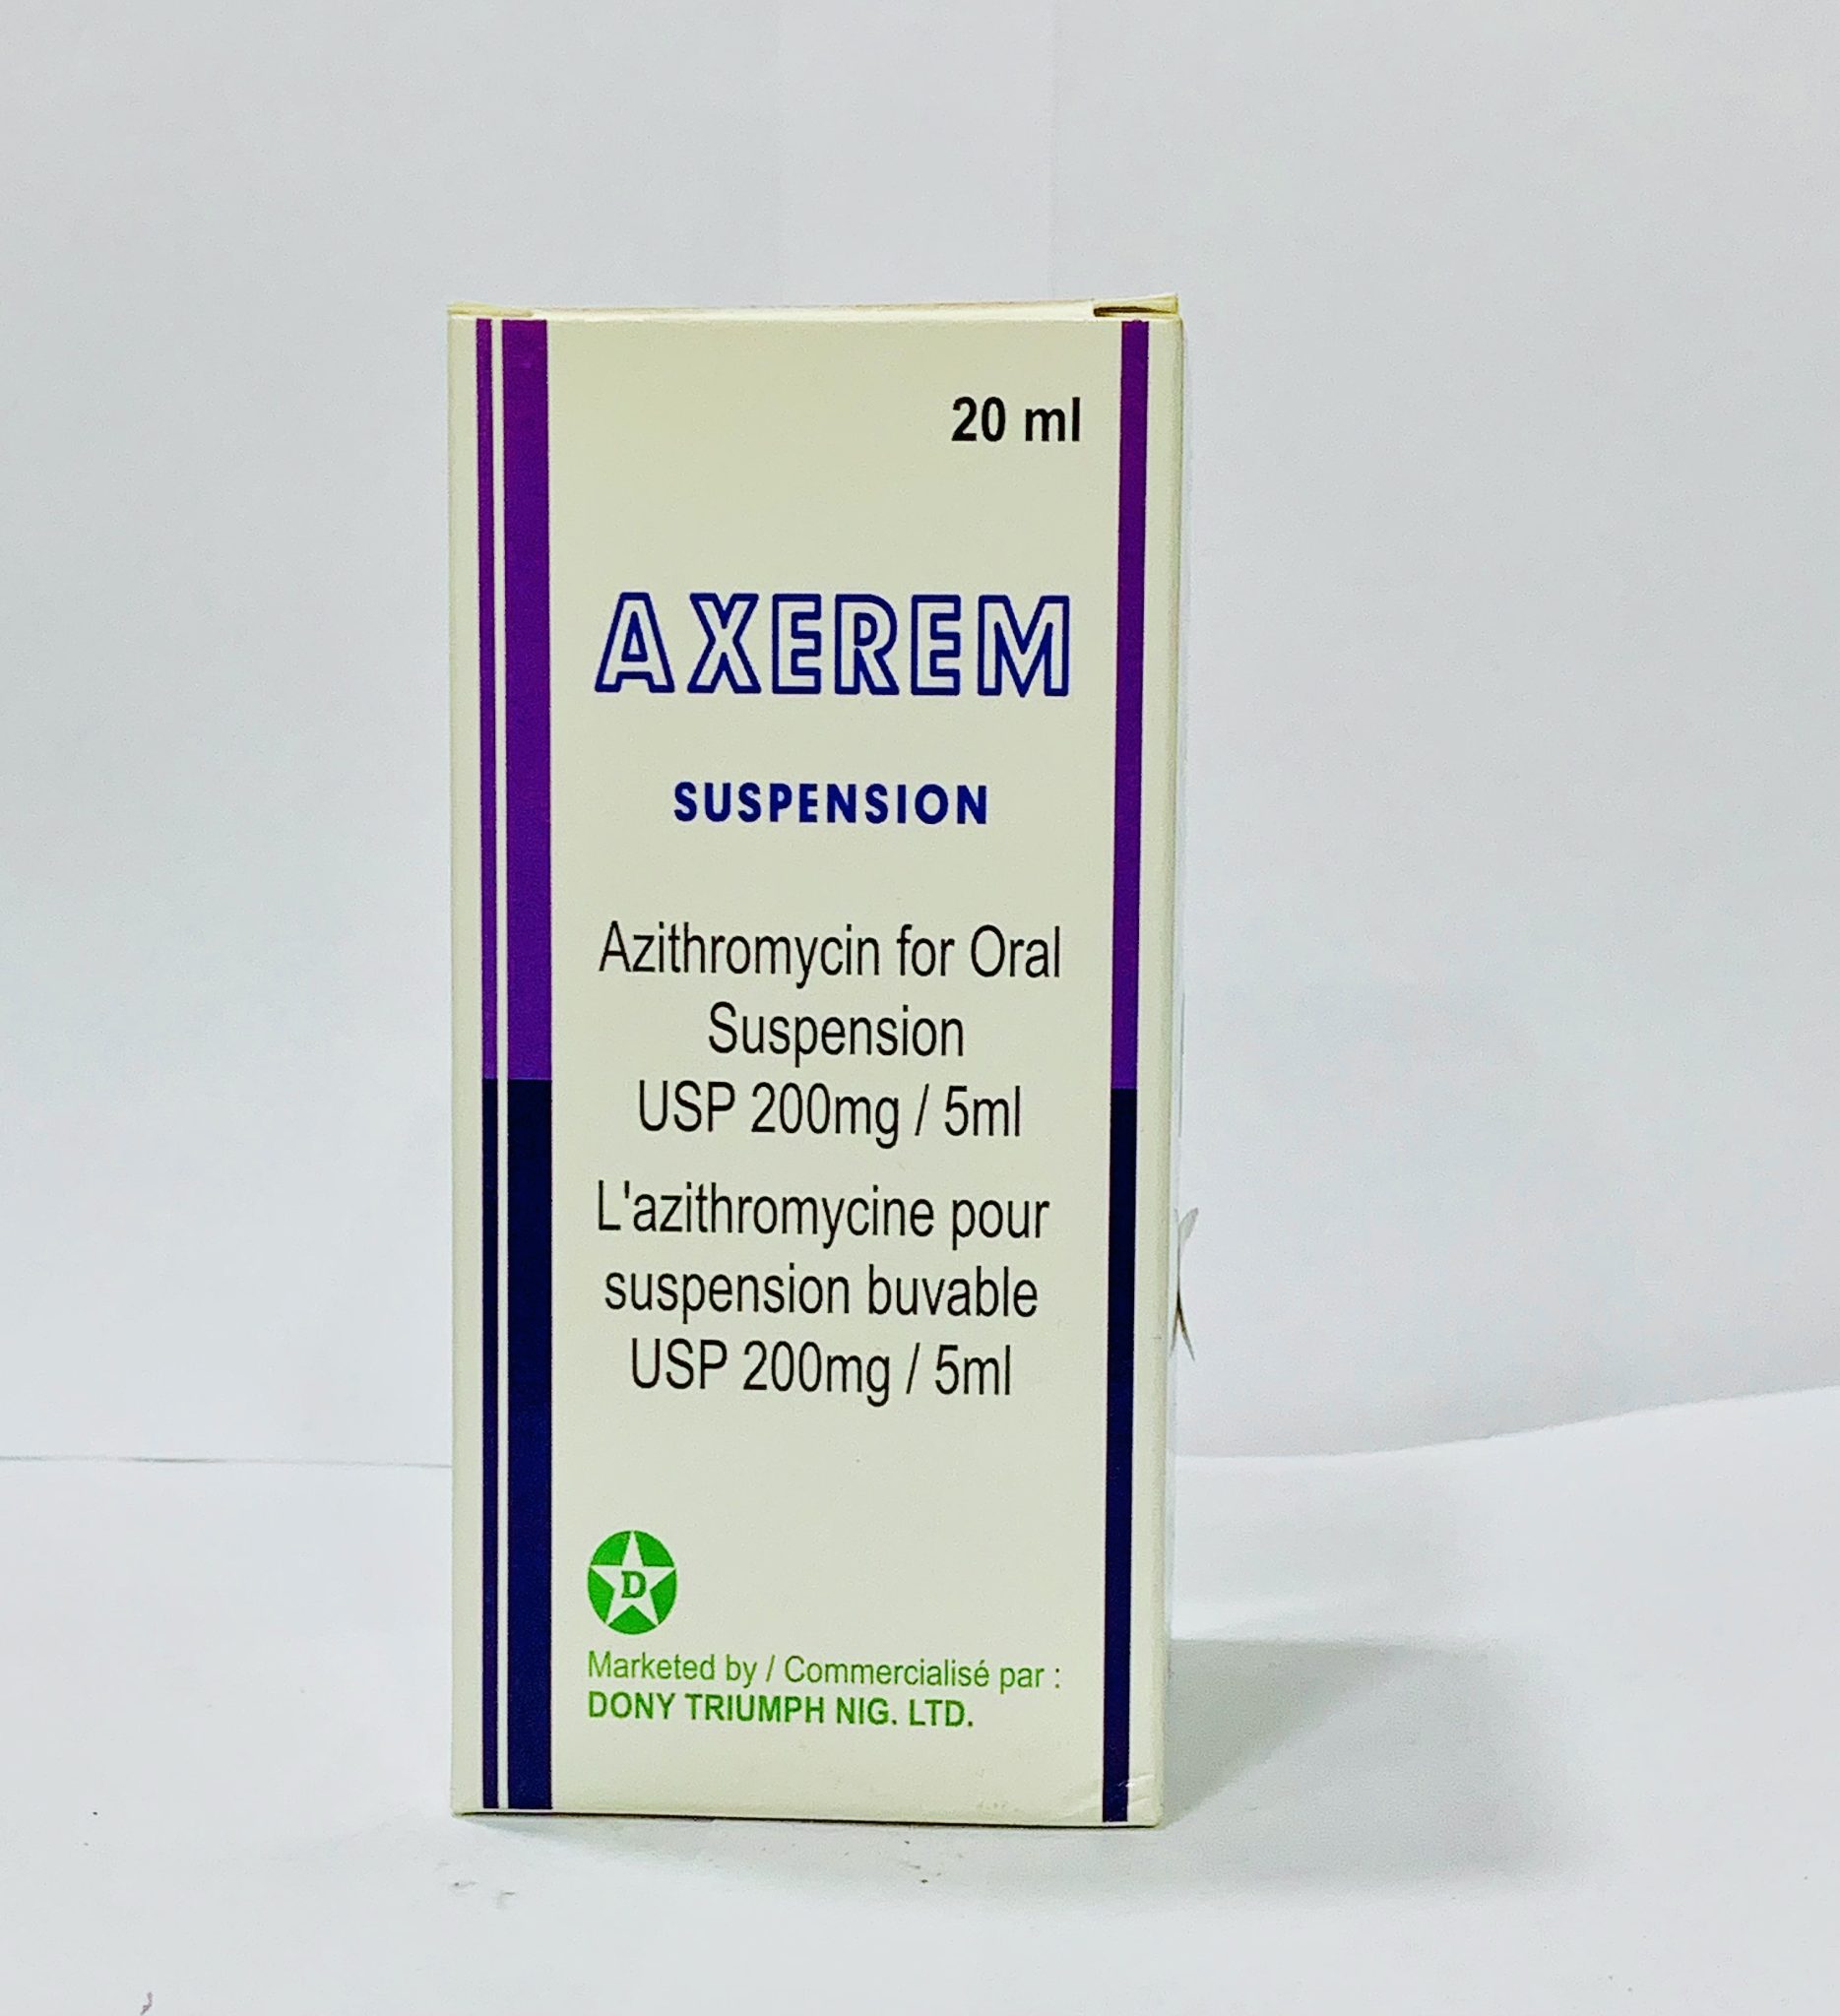 20 ml
AXEREM
SUSPENSION
Azithromycin for Oral
Suspension
USP 200mg / 5ml
L'azithromycine pour
suspension buvable
USP 200mg / 5ml
D
Marketed by / Commercialisé par :
DONY TRIUMPH NIG. LTD.